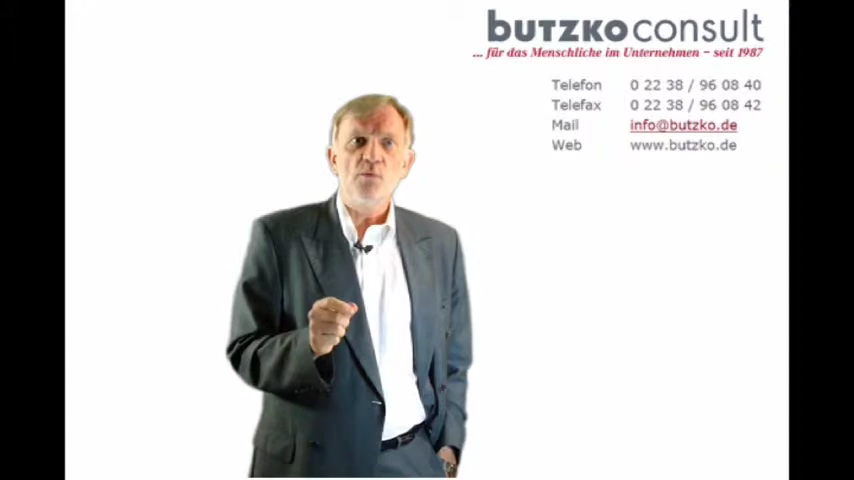 butzkoconsult
... für das Menschliche im Unternehmen – seit 1987
Telefon 0 22 38 / 96 08 40
Telefax 0 22 38 / 96 08 42
Mail info@butzko.de
Web www.butzko.de